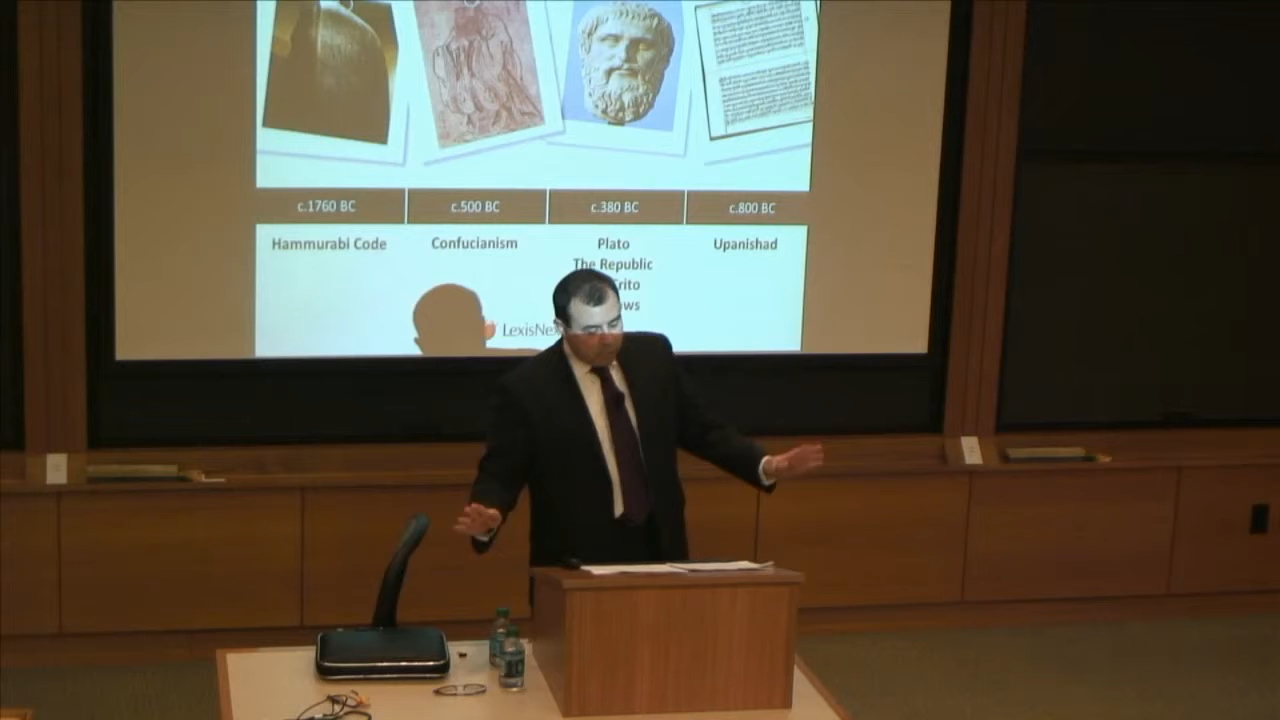 c.1760 BC
c.500 BC
c.380 BC
c.800 BC
Hammurabi Code
Confucianism
Plato
The Republic
Upanishad